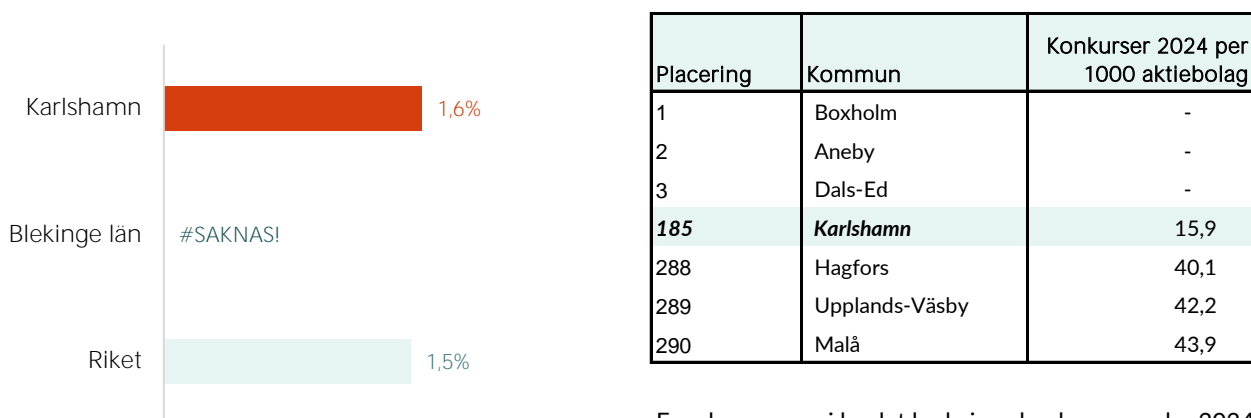 Karlshamn 1,6%
Blekinge län #SAKNAS!
Riket 1,5%
Placering Kommun Konkurser 2024 per
1000 aktiebolag
1 Boxholm -
2 Aneby -
3 Dals-Ed -
185 Karlshamn 15,9
288 Hagfors 40,1
289 Upplands-Väsby 42,2
290 Malå 43,9